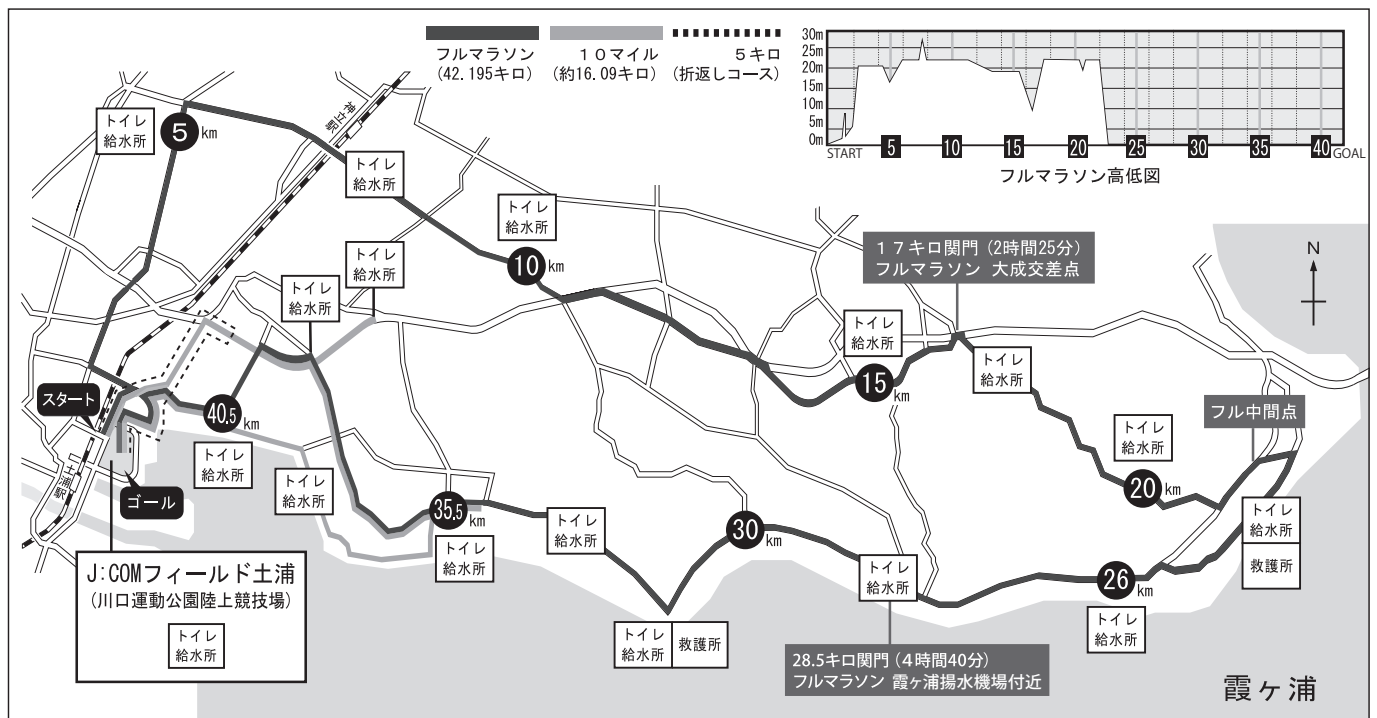 フルマラソン
(42.195キロ)
10マイル
(約16.09キロ)
5キロ
(折返しコース)
30m
25m
20m
15m
10m
5m
0m
START
5
10
15
20
25
30
35
40
GOAL
フルマラソン高低図
トイレ
給水所
5 km
神立駅
トイレ
給水所
トイレ
給水所
10 km
トイレ
給水所
トイレ
給水所
17キロ関門 (2時間25分)
フルマラソン 大成交差点
N
トイレ
給水所
15 km
トイレ
給水所
スタート
40.5 km
トイレ
給水所
トイレ
給水所
フル中間点
トイレ
給水所
20 km
土浦駅
ゴール
35.5 km
トイレ
給水所
トイレ
給水所
30 km
トイレ
給水所
救護所
J:COMフィールド土浦
(川口運動公園陸上競技場)
トイレ
給水所
トイレ
給水所
26 km
トイレ
給水所
トイレ
給水所
救護所
28.5キロ関門 (4時間40分)
フルマラソン 霞ヶ浦揚水機場付近
霞ヶ浦